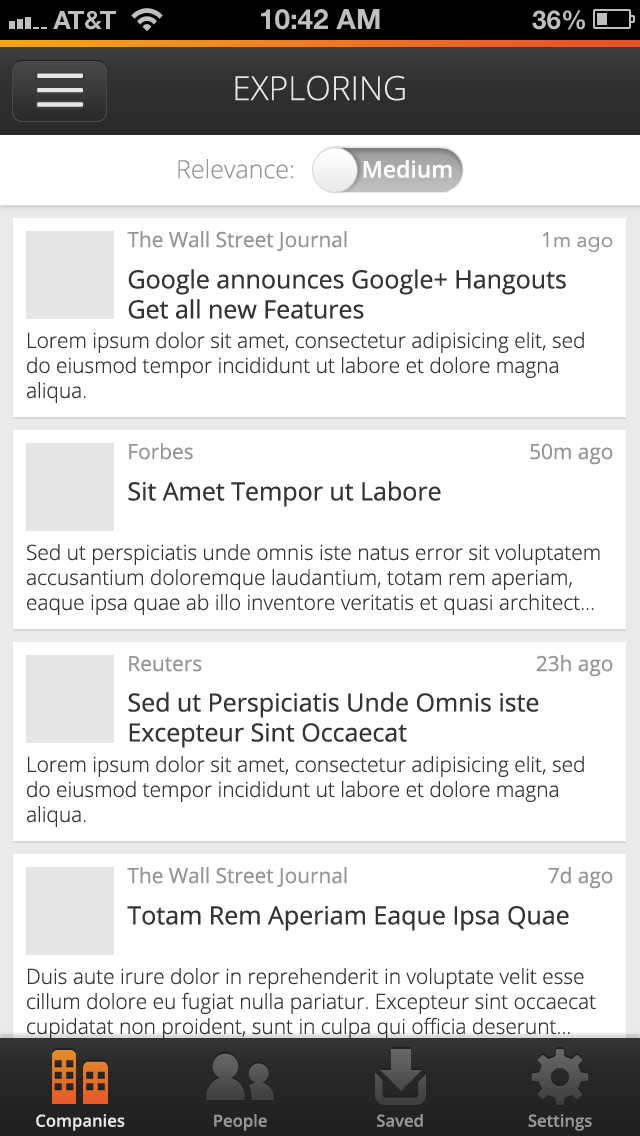 AT&T 10:42 AM 36%
EXPLORING
Relevance: Medium
The Wall Street Journal 1m ago
Google announces Google+ Hangouts
Get all new Features
Lorem ipsum dolor sit amet, consectetur adipisicing elit, sed
do eiusmod tempor incididunt ut labore et dolore magna
aliqua.
Forbes 50m ago
Sit Amet Tempor ut Labore
Sed ut perspiciatis unde omnis iste natus error sit voluptatem
accusantium doloremque laudantium, totam rem aperiam,
eaque ipsa quae ab illo inventore veritatis et quasi architect...
Reuters 23h ago
Sed ut Perspiciatis Unde Omnis iste
Excepteur Sint Occaecat
Lorem ipsum dolor sit amet, consectetur adipisicing elit, sed
do eiusmod tempor incididunt ut labore et dolore magna
aliqua.
The Wall Street Journal 7d ago
Totam Rem Aperiam Eaque Ipsa Quae
Duis aute irure dolor in reprehenderit in voluptate velit esse
cillum dolore eu fugiat nulla pariatur. Excepteur sint occaecat
cupidatat non proident, sunt in culpa qui officia deserunt...
Companies People Saved Settings